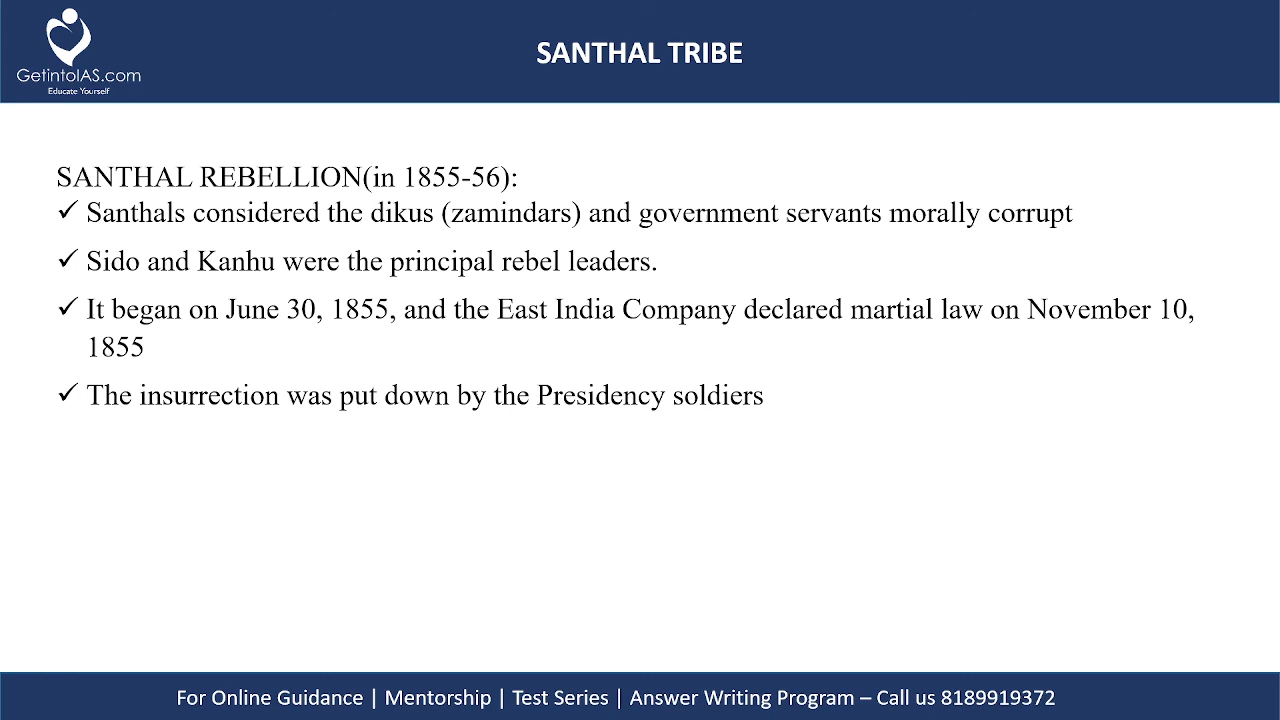 SANTHAL TRIBE
GetintoIAS.com
Educate Yourself
SANTHAL REBELLION(in 1855-56):
✓ Santhals considered the dikus (zamindars) and government servants morally corrupt
✓ Sido and Kanhu were the principal rebel leaders.
✓ It began on June 30, 1855, and the East India Company declared martial law on November 10,
1855
✓ The insurrection was put down by the Presidency soldiers
For Online Guidance | Mentorship | Test Series | Answer Writing Program – Call us 8189919372